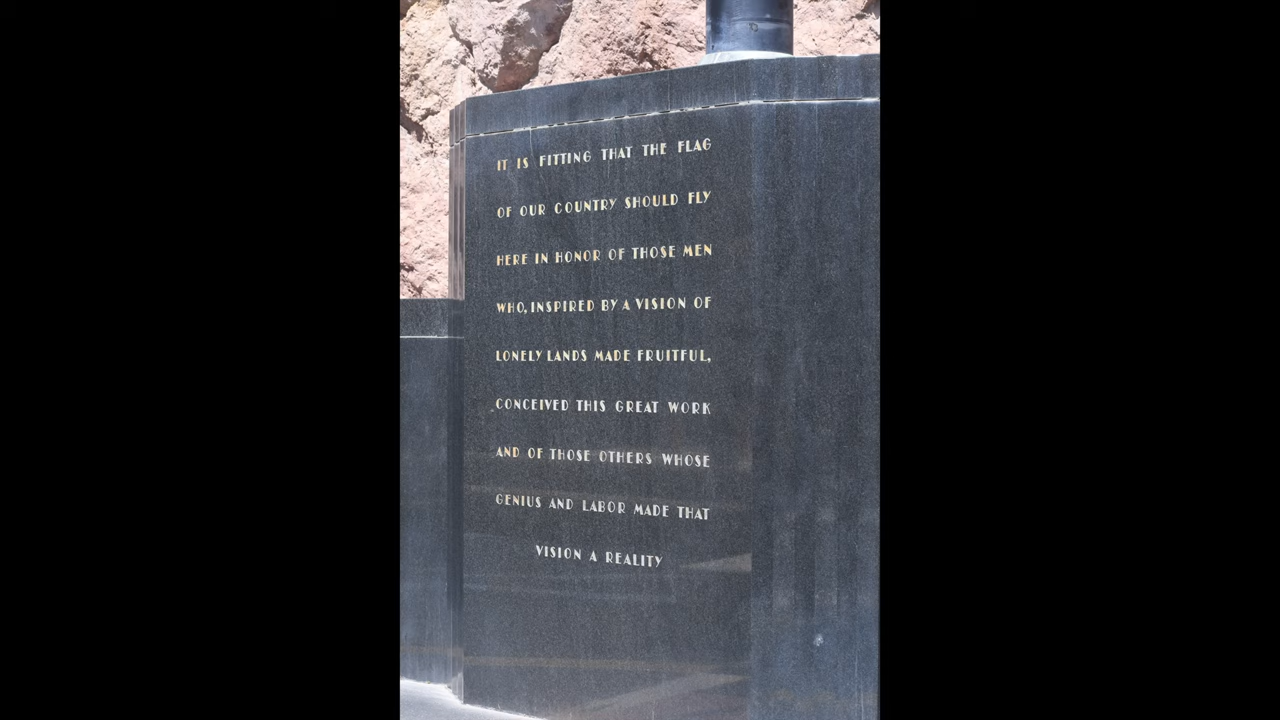 IT IS FITTING THAT THE FLAG
OF OUR COUNTRY SHOULD FLY
HERE IN HONOR OF THOSE MEN
WHO, INSPIRED BY A VISION OF
LONELY LANDS MADE FRUITFUL,
CONCEIVED THIS GREAT WORK
AND OF THOSE OTHERS WHOSE
GENIUS AND LABOR MADE THAT
VISION A REALITY